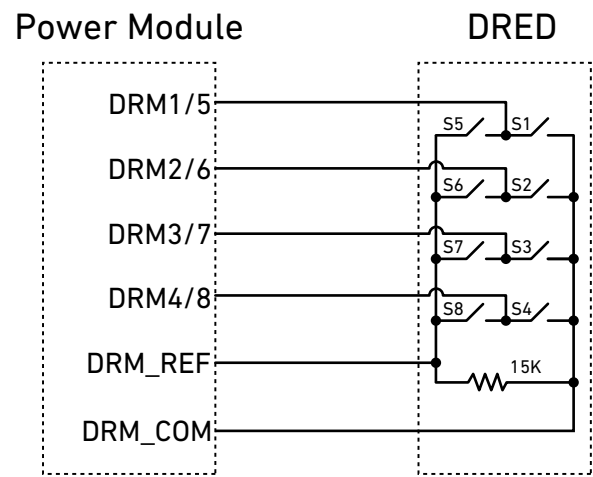 Power Module DRED
DRM1/5
S5 S1
DRM2/6
S6 S2
DRM3/7
S7 S3
DRM4/8
S8 S4
DRM_REF
15K
DRM_COM